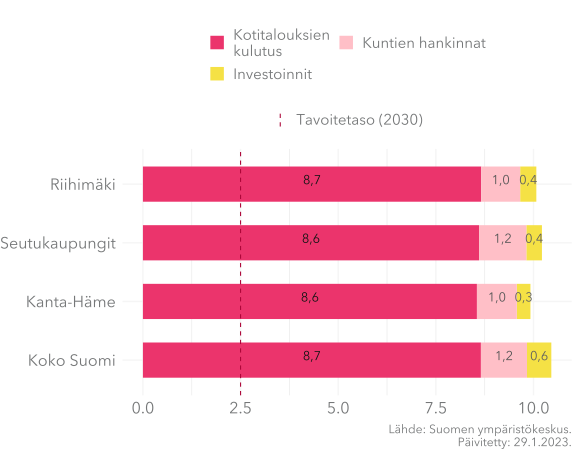 Kotitalouksien
kulutus
Kuntien hankinnat
Investoinnit
Tavoitetaso (2030)
Riihimäki 8,7 1,0 0,4
Seutukaupungit 8,6 1,2 0,4
Kanta-Häme 8,6 1,0 0,3
Koko Suomi 8,7 1,2 0,6
0.0 2.5 5.0 7.5 10.0
Lähde: Suomen ympäristökeskus.
Päivitetty: 29.1.2023.